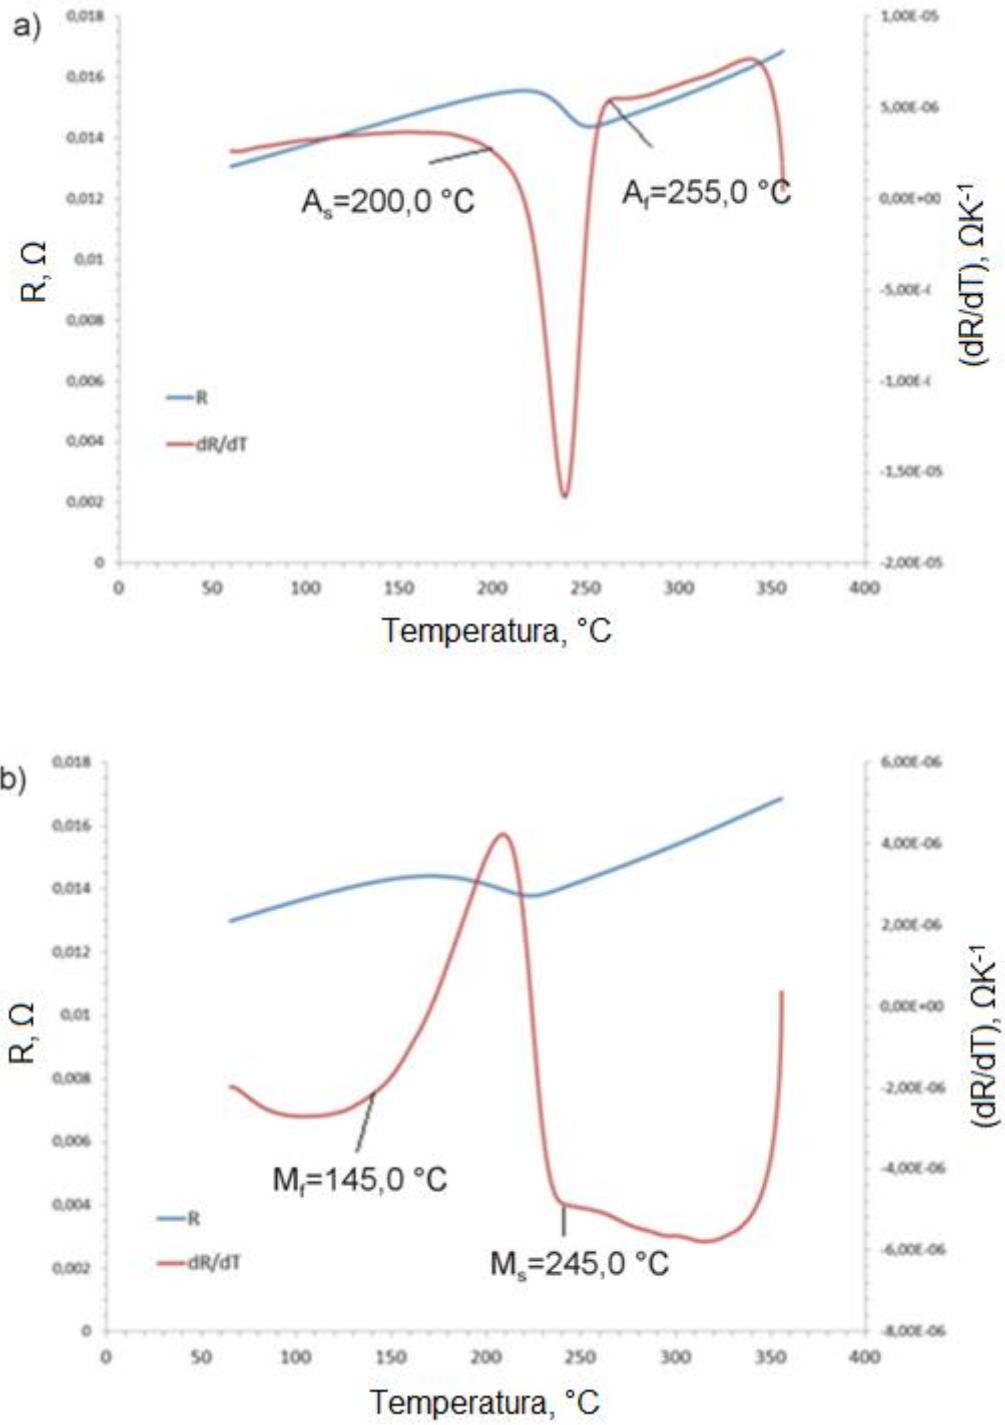 a)
0,018
0,016
0,014
0,012
0,01
0,008
0,006
0,004
0,002
0
R, Ω
1,00E-05
5,00E-06
0,00E+00
-5,00E-(
-1,00E-(
-1,50E-05
-2,00E-05
(dR/dT), ΩK⁻¹
As=200,0 °C
Af=255,0 °C
R
dR/dT
0 50 100 150 200 250 300 350 400
Temperatura, °C
b)
0,018
0,016
0,014
0,012
0,01
0,008
0,006
0,004
0,002
0
R, Ω
6,00E-06
4,00E-06
2,00E-06
0,00E+00
-2,00E-06
-4,00E-06
-6,00E-06
-8,00E-06
(dR/dT), ΩK⁻¹
Mf=145,0 °C
Ms=245,0 °C
R
dR/dT
0 50 100 150 200 250 300 350 400
Temperatura, °C